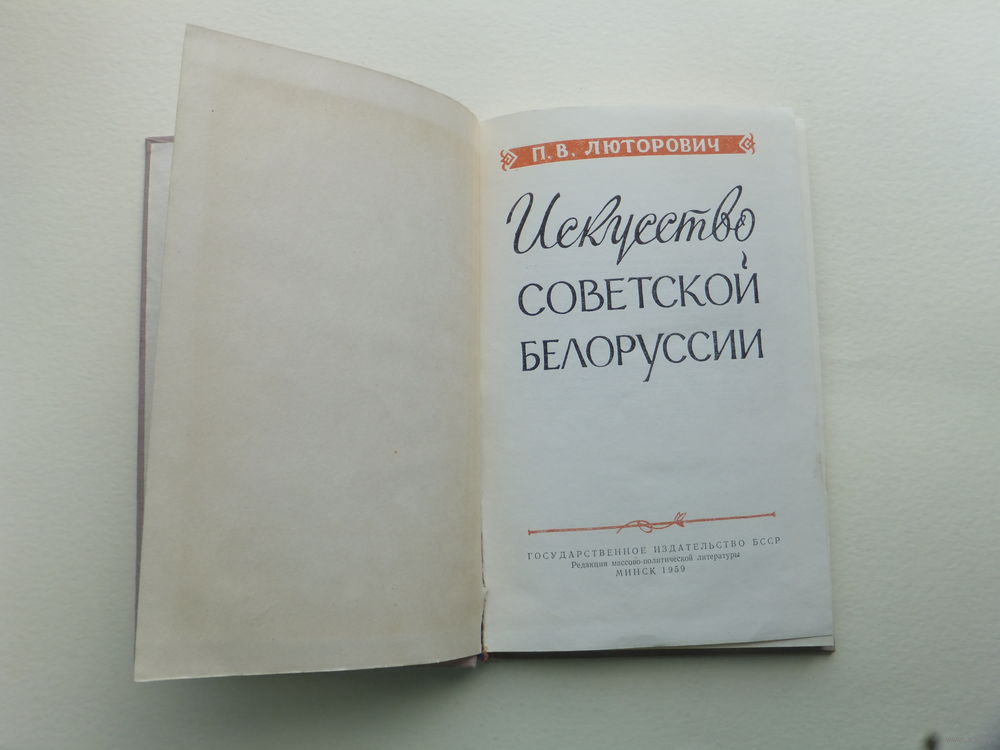 П. В. ЛЮТОРОВИЧ
Искусство
СОВЕТСКОЙ
БЕЛОРУССИИ
ГОСУДАРСТВЕННОЕ ИЗДАТЕЛЬСТВО БССР
Редакция массово-политической литературы
МИНСК 1959